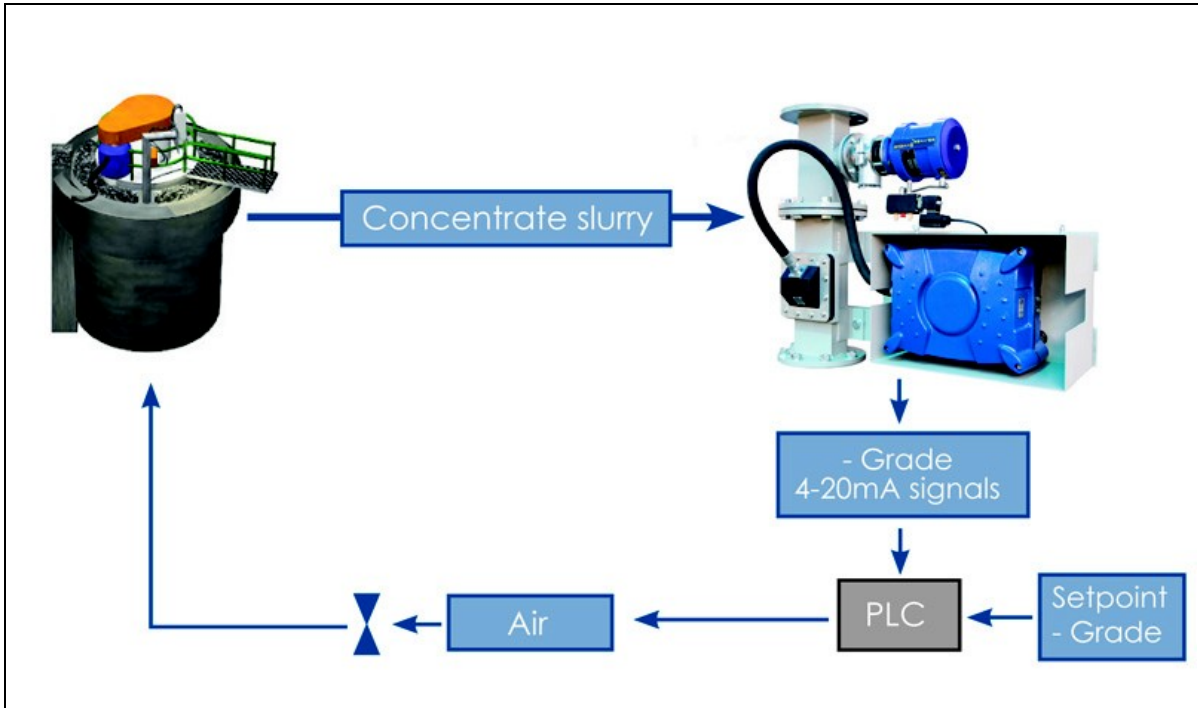 Concentrate slurry
- Grade
4-20mA signals
Setpoint
- Grade
PLC
Air